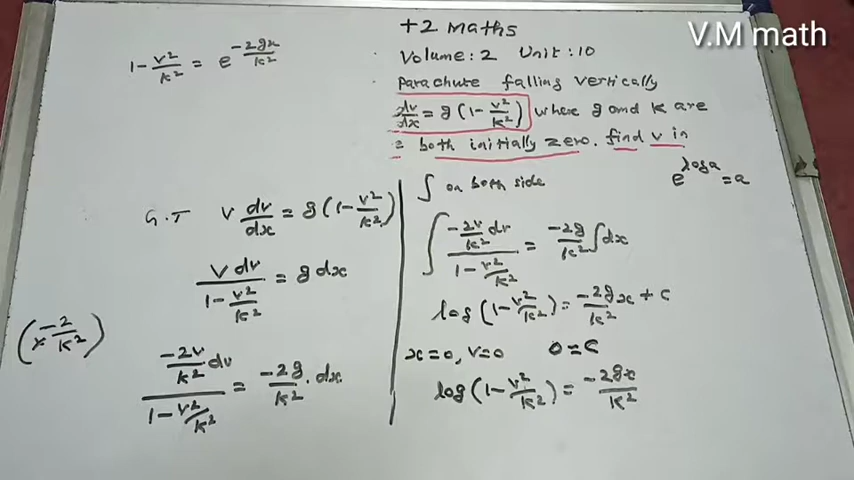 V.M math
+2 Maths
Volume: 2 Unit: 10
Parachute falling vertically
dv/dx = g(1-v²/k²) where g and k are
= both initially zero. find v in
1-v²/k² = e^(-2gx/k²)
e^(log a) = a
G.T v dv/dx = g(1-v²/k²)
v dv/(1-v²/k²) = g dx
(× -2/k²)
(-2v/k² dv)/(1-v²/k²) = -2g/k² . dx
∫ on both side
∫ (-2v/k² dv)/(1-v²/k²) = -2g/k² ∫dx
log(1-v²/k²) = -2g/k² x + c
x=0, v=0 0=c
log(1-v²/k²) = -2gx/k²